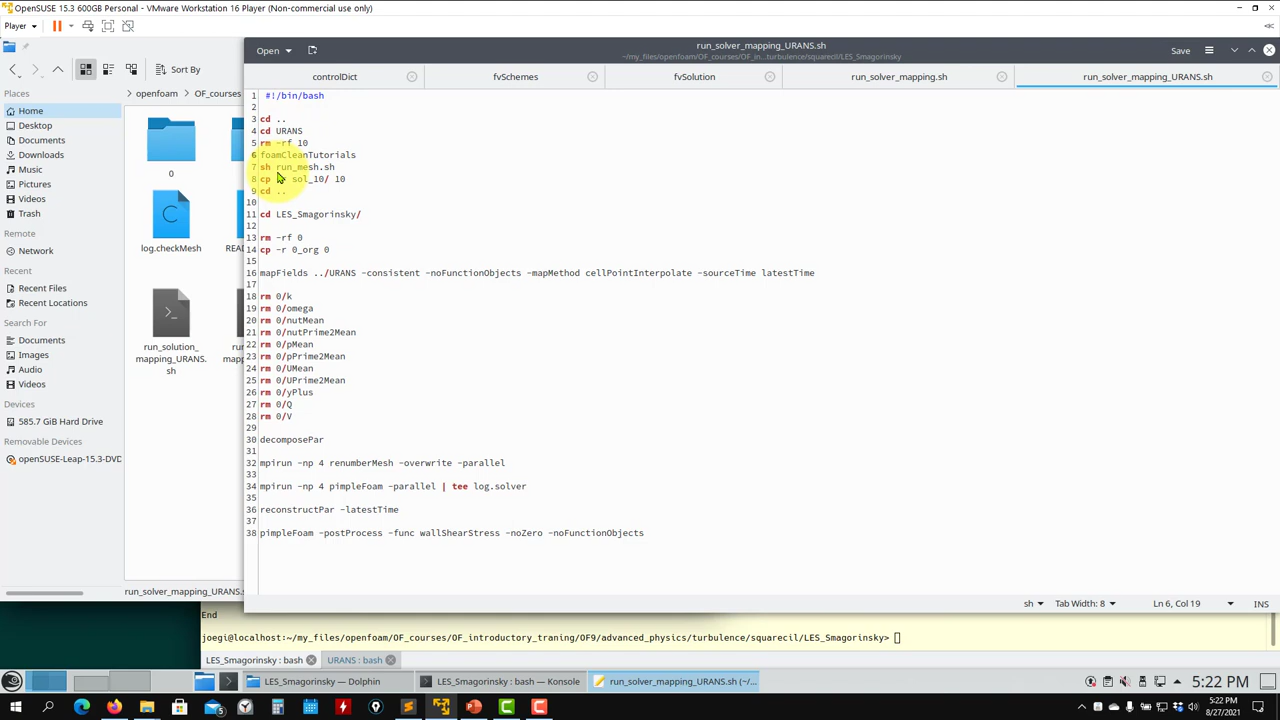 OpenSUSE 15.3 600GB Personal - VMware Workstation 16 Player (Non-commercial use only)
Player
run_solver_mapping_URANS.sh
Open
Save
Sort By
controlDict
fvSchemes
fvSolution
run_solver_mapping.sh
run_solver_mapping_URANS.sh
Places
Home
Desktop
Documents
Downloads
Music
Pictures
Videos
Trash
Remote
Network
Recent
Recent Files
Recent Locations
Search For
Documents
Images
Audio
Videos
Devices
585.7 GiB Hard Drive
Removable Devices
openSUSE-Leap-15.3-DVD
openfoam
OF_courses
0
log.checkMesh
run_solution_
mapping_URANS.
sh
run_solver_mapping_URANS.s
1 #!/bin/bash
2
3 cd ..
4 cd URANS
5 rm -rf 10
6 foamCleanTutorials
7 sh run_mesh.sh
8 cp sol_10/ 10
9 cd ..
10
11 cd LES_Smagorinsky/
12
13 rm -rf 0
14 cp -r 0_org 0
15
16 mapFields ../URANS -consistent -noFunctionObjects -mapMethod cellPointInterpolate -sourceTime latestTime
17
18 rm 0/k
19 rm 0/omega
20 rm 0/nutMean
21 rm 0/nutPrime2Mean
22 rm 0/pMean
23 rm 0/pPrime2Mean
24 rm 0/UMean
25 rm 0/UPrime2Mean
26 rm 0/yPlus
27 rm 0/Q
28 rm 0/V
29
30 decomposePar
31
32 mpirun -np 4 renumberMesh -overwrite -parallel
33
34 mpirun -np 4 pimpleFoam -parallel | tee log.solver
35
36 reconstructPar -latestTime
37
38 pimpleFoam -postProcess -func wallShearStress -noZero -noFunctionObjects
sh Tab Width: 8 Ln 6, Col 19 INS
End
joegi@localhost:~/my_files/openfoam/OF_courses/OF_introductory_traning/OF9/advanced_physics/turbulence/squarecil/LES_Smagorinsky>
LES_Smagorinsky : bash
URANS : bash
LES_Smagorinsky — Dolphin
LES_Smagorinsky : bash — Konsole
run_solver_mapping_URANS.sh (~/...
5:22 PM
5:22 PM
8/27/2021